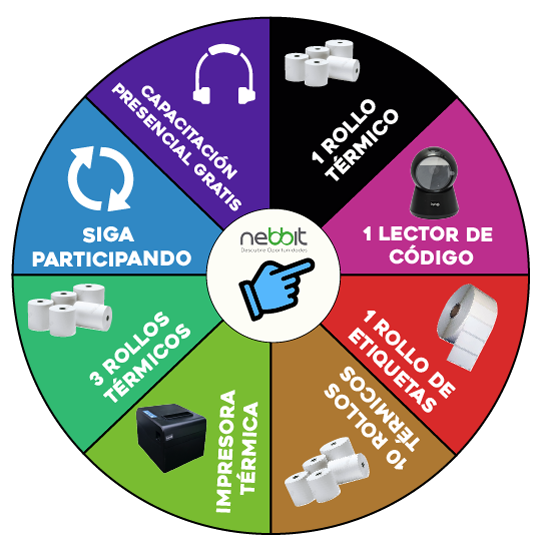 CAPACITACIÓN
PRESENCIAL GRATIS
1 ROLLO
TÉRMICO
1 LECTOR DE
CÓDIGO
1 ROLLO DE
ETIQUETAS
10 ROLLOS
TÉRMICOS
IMPRESORA
TÉRMICA
3 ROLLOS
TÉRMICOS
SIGA
PARTICIPANDO
nebbit
Descubre Oportunidades